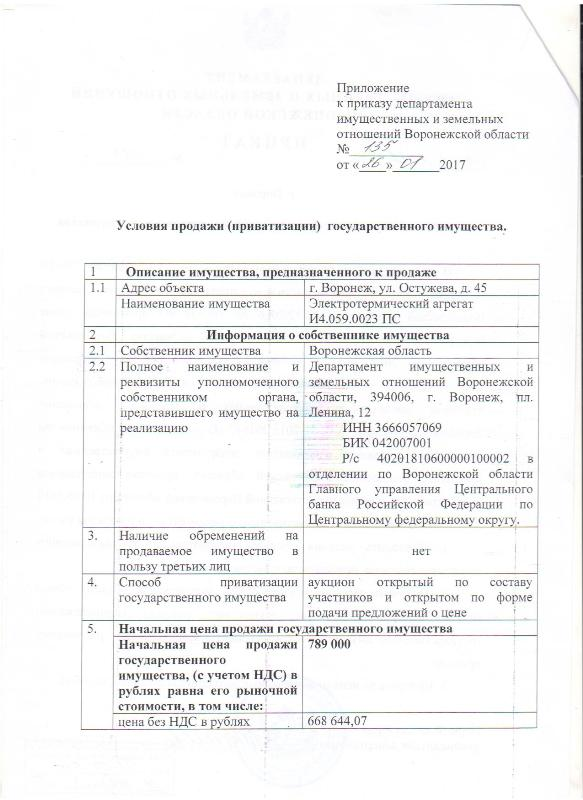 Приложение
к приказу департамента
имущественных и земельных
отношений Воронежской области
№ 135
от « 26 » 01 2017
Условия продажи (приватизации) государственного имущества.
1 Описание имущества, предназначенного к продаже
1.1 Адрес объекта г. Воронеж, ул. Остужева, д. 45
Наименование имущества Электротермический агрегат
И4.059.0023 ПС
2 Информация о собственнике имущества
2.1 Собственник имущества Воронежская область
2.2 Полное наименование и Департамент имущественных и
реквизиты уполномоченного земельных отношений Воронежской
собственником органа, области, 394006, г. Воронеж, пл.
представившего имущество на Ленина, 12
реализацию ИНН 3666057069
БИК 042007001
Р/с 40201810600000100002 в
отделении по Воронежской области
Главного управления Центрального
банка Российской Федерации по
Центральному федеральному округу.
3. Наличие обременений на
продаваемое имущество в нет
пользу третьих лиц
4. Способ приватизации аукцион открытый по составу
государственного имущества участников и открытом по форме
подачи предложений о цене
5. Начальная цена продажи государственного имущества
Начальная цена продажи 789 000
государственного
имущества, (с учетом НДС) в
рублях равна его рыночной
стоимости, в том числе:
цена без НДС в рублях 668 644,07